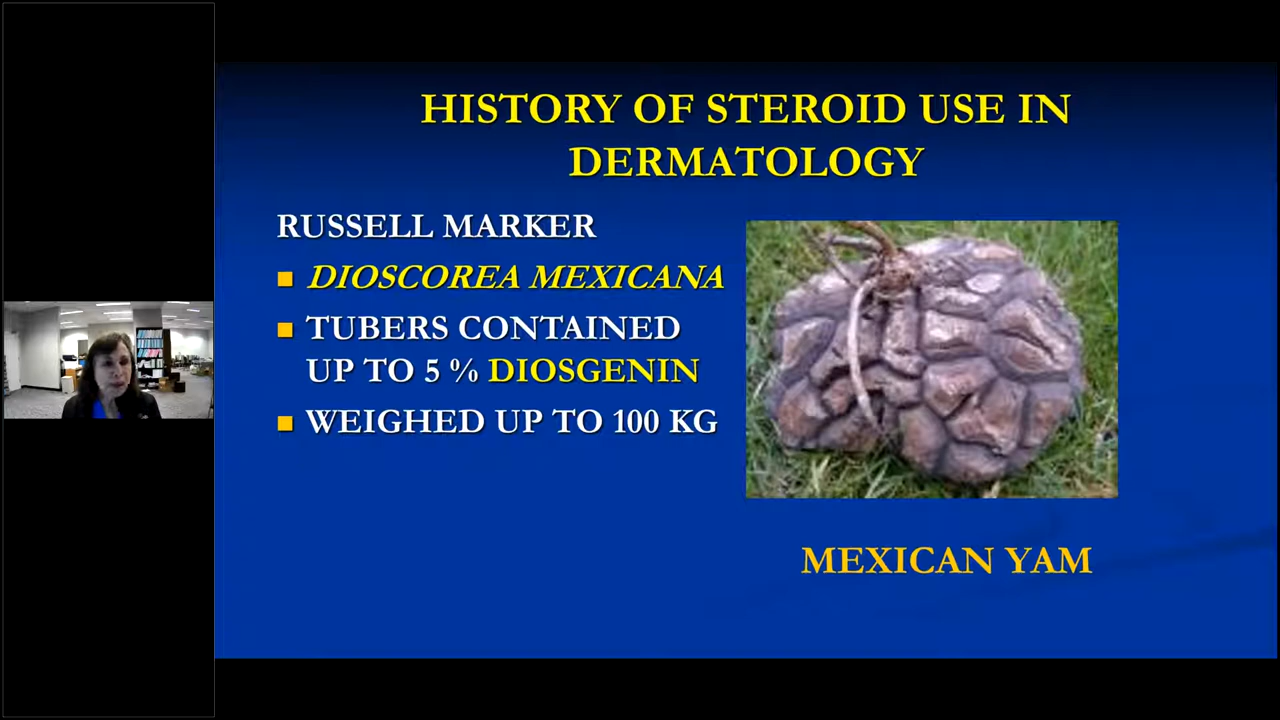 HISTORY OF STEROID USE IN
DERMATOLOGY
RUSSELL MARKER
DIOSCOREA MEXICANA
TUBERS CONTAINED
UP TO 5 % DIOSGENIN
WEIGHED UP TO 100 KG
MEXICAN YAM